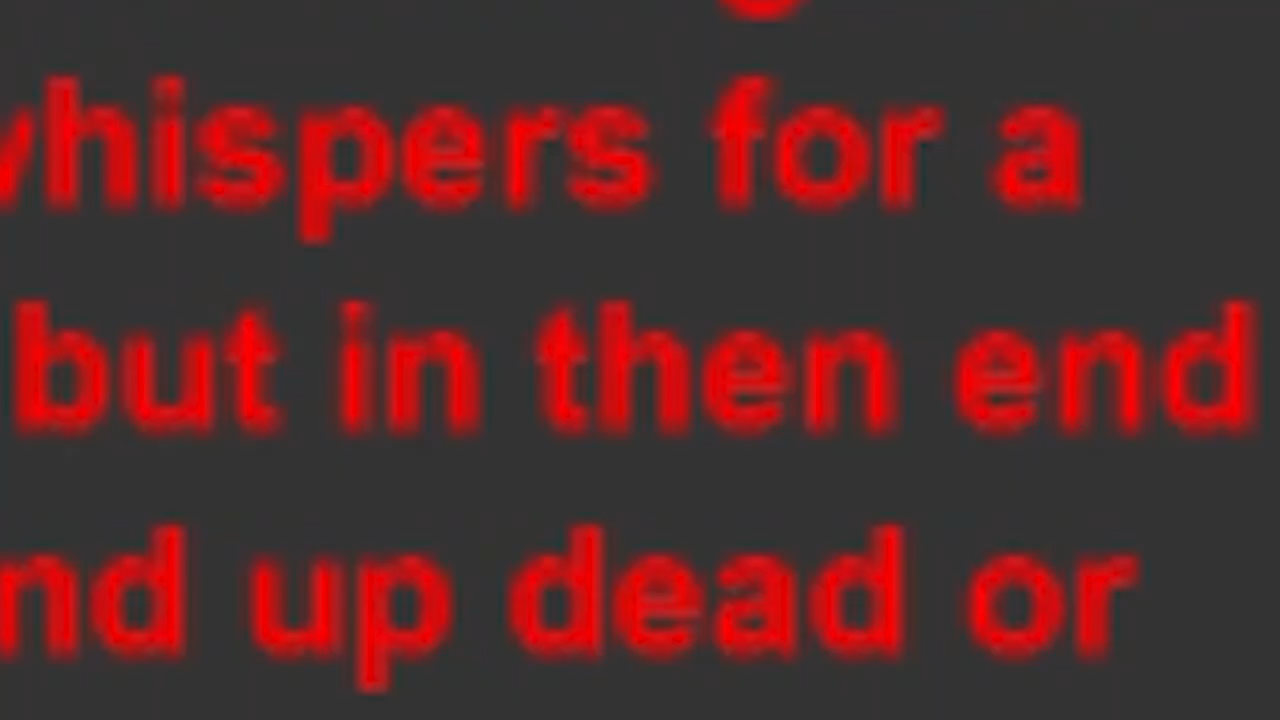 whispers for a
but in then end
nd up dead or